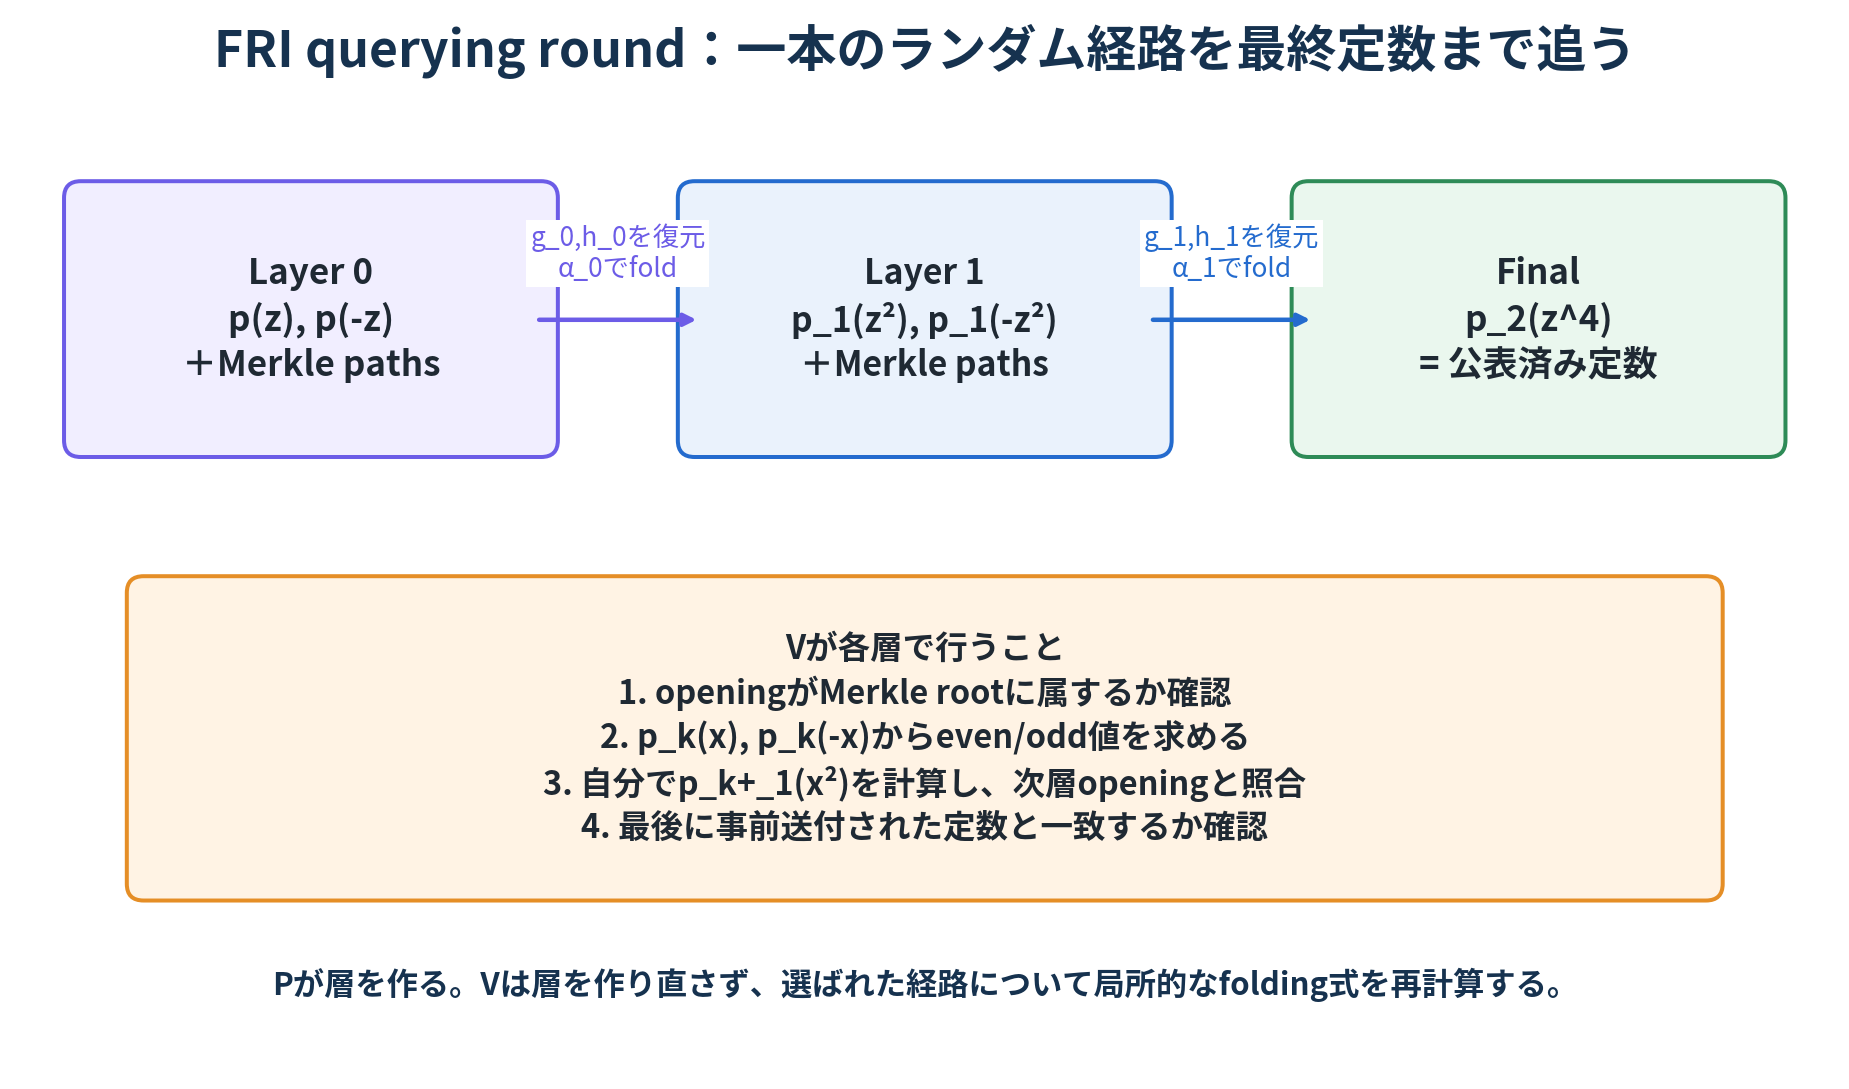 FRI querying round：一本のランダム経路を最終定数まで追う
Layer 0
p(z), p(-z)
＋Merkle paths
g_0,h_0を復元
α_0でfold
Layer 1
p_1(z²), p_1(-z²)
＋Merkle paths
g_1,h_1を復元
α_1でfold
Final
p_2(z^4)
= 公表済み定数
Vが各層で行うこと
1. openingがMerkle rootに属するか確認
2. p_k(x), p_k(-x)からeven/odd値を求める
3. 自分でp_k+_1(x²)を計算し、次層openingと照合
4. 最後に事前送付された定数と一致するか確認
Pが層を作る。Vは層を作り直さず、選ばれた経路について局所的なfolding式を再計算する。